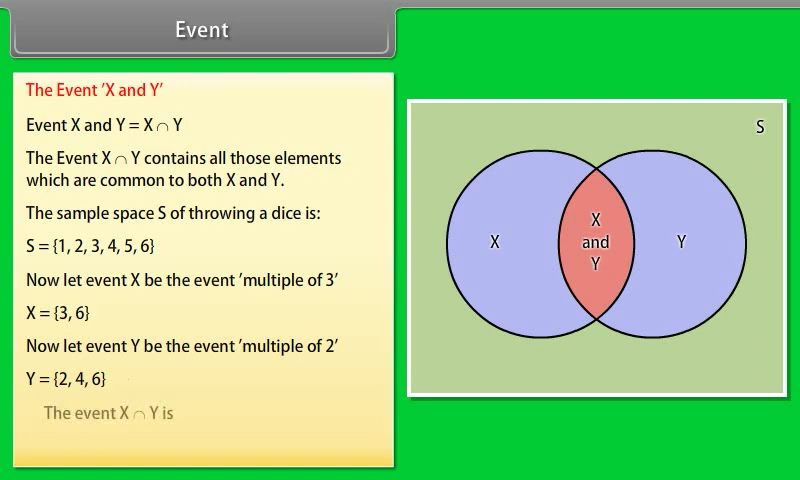 Event
The Event 'X and Y'
Event X and Y = X ∩ Y
The Event X ∩ Y contains all those elements
which are common to both X and Y.
The sample space S of throwing a dice is:
S = {1, 2, 3, 4, 5, 6}
Now let event X be the event 'multiple of 3'
X = {3, 6}
Now let event Y be the event 'multiple of 2'
Y = {2, 4, 6}
The event X ∩ Y is
S
X
X
and
Y
Y